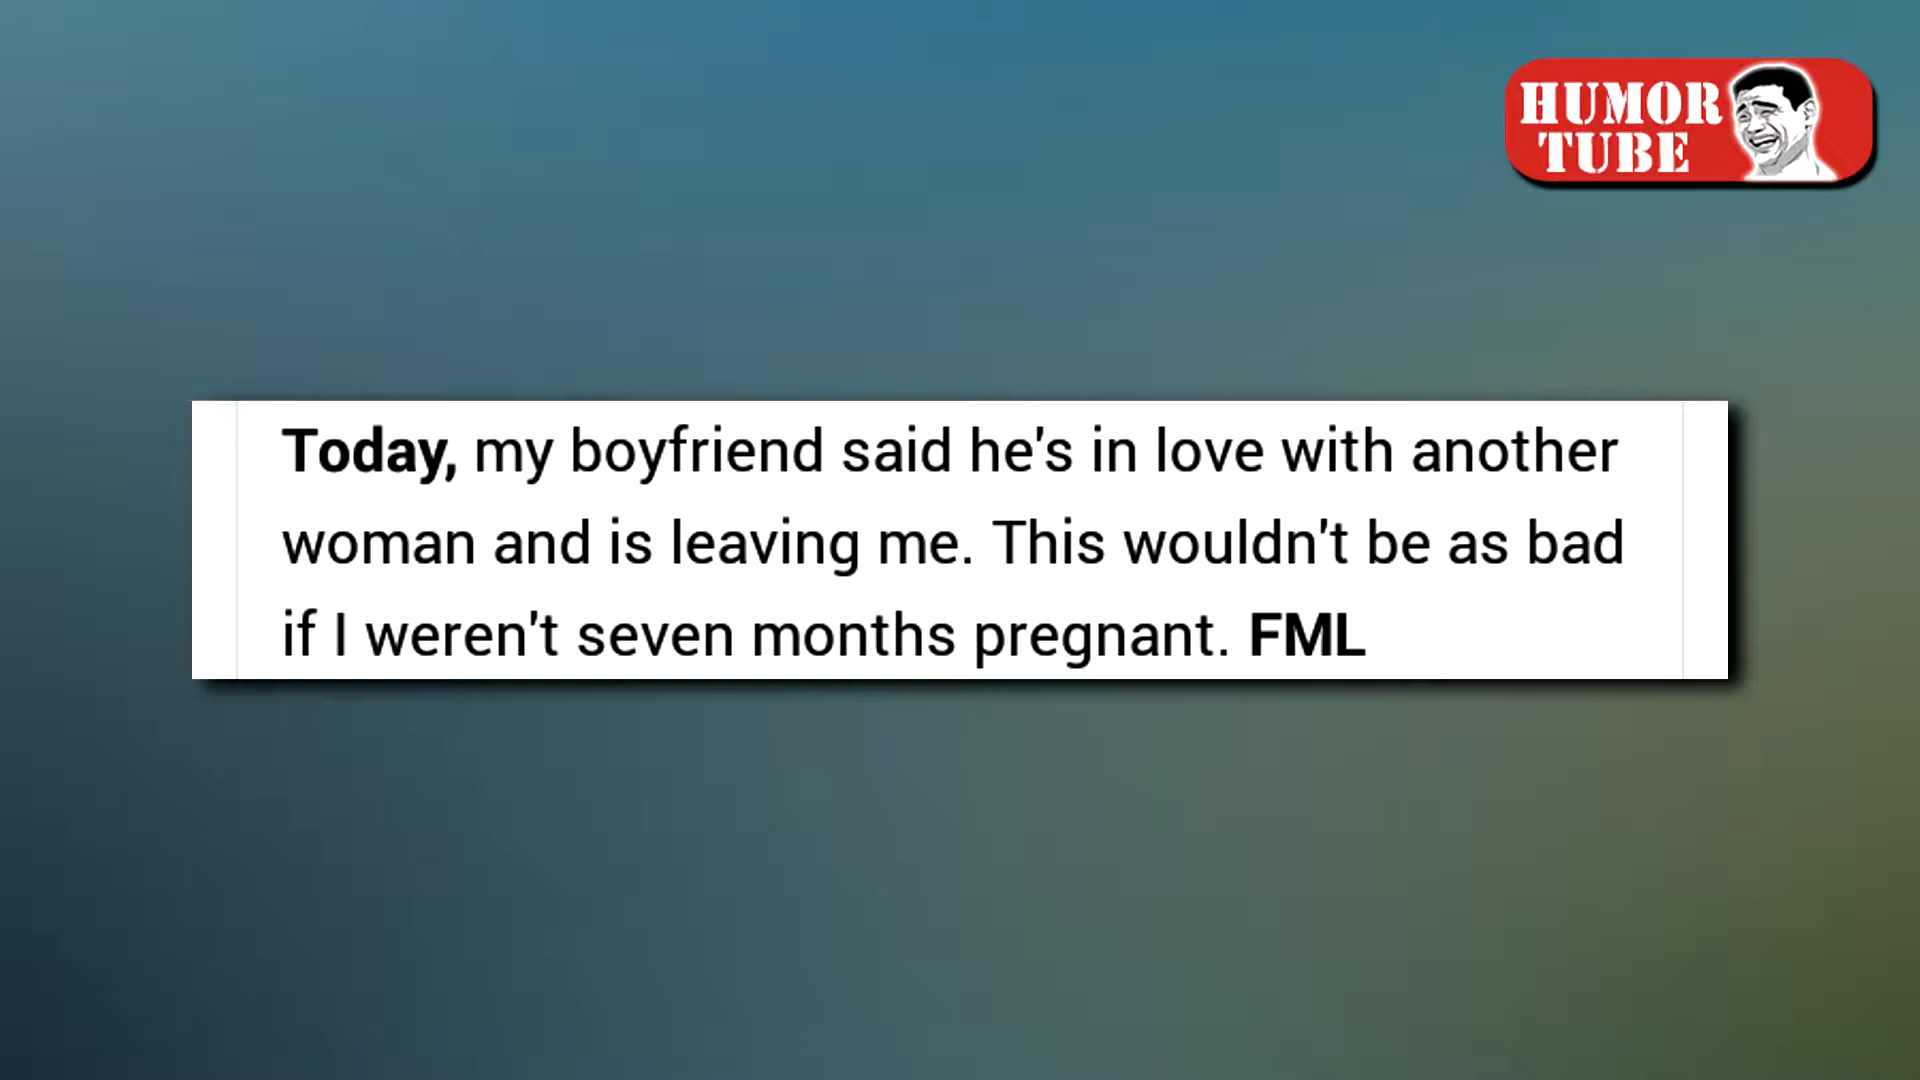 HUMOR
TUBE
Today, my boyfriend said he's in love with another
woman and is leaving me. This wouldn't be as bad
if I weren't seven months pregnant. FML